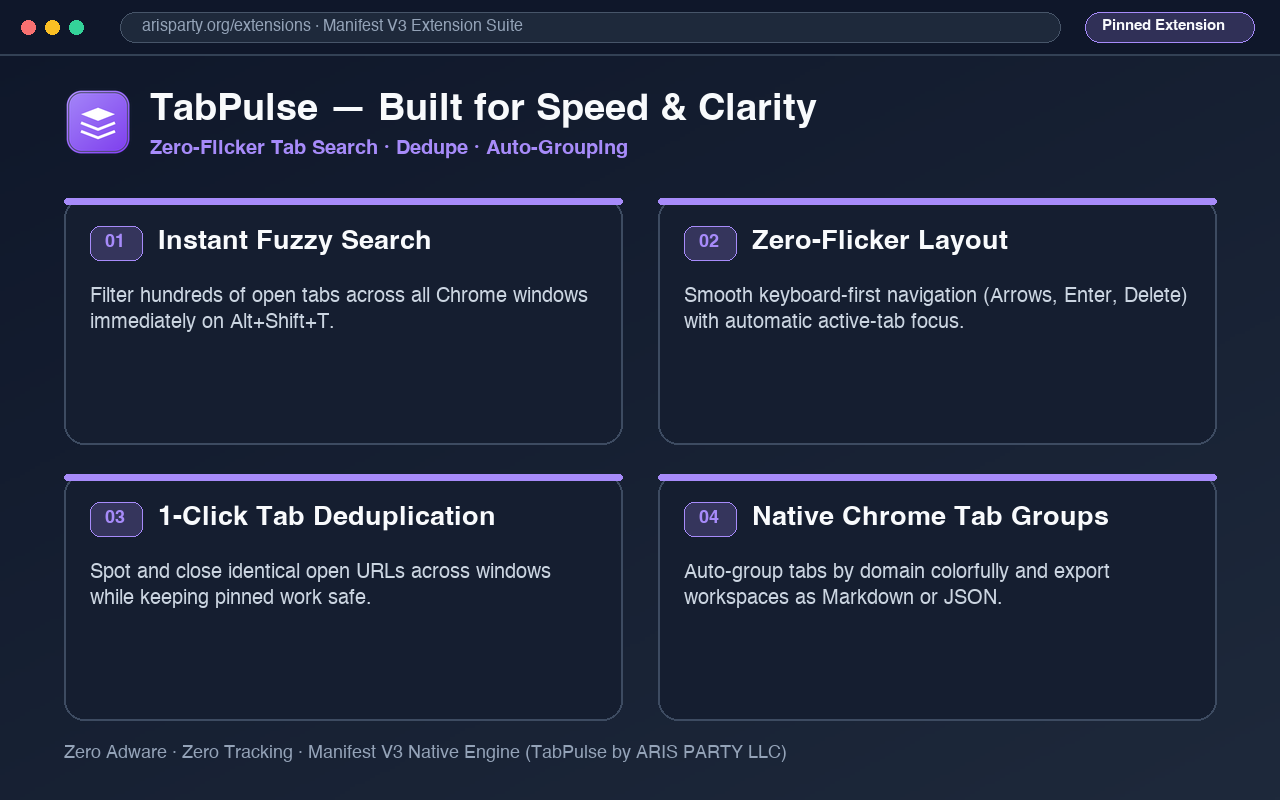 arisparty.org/extensions · Manifest V3 Extension Suite
Pinned Extension
TabPulse — Built for Speed & Clarity
Zero-Flicker Tab Search · Dedupe · Auto-Grouping
01
Instant Fuzzy Search
Filter hundreds of open tabs across all Chrome windows
immediately on Alt+Shift+T.
02
Zero-Flicker Layout
Smooth keyboard-first navigation (Arrows, Enter, Delete)
with automatic active-tab focus.
03
1-Click Tab Deduplication
Spot and close identical open URLs across windows
while keeping pinned work safe.
04
Native Chrome Tab Groups
Auto-group tabs by domain colorfully and export
workspaces as Markdown or JSON.
Zero Adware · Zero Tracking · Manifest V3 Native Engine (TabPulse by ARIS PARTY LLC)